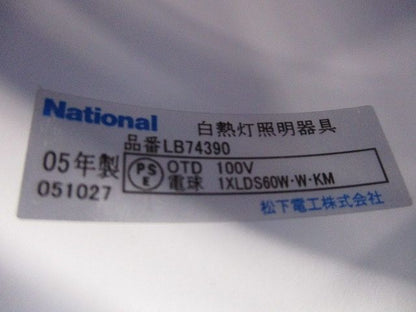 National 白熱灯照明器具
品番LB74390
05年製 PSE OTD 100V
051027 電球 1XLDS60W·W·KM
松下電工株式会社